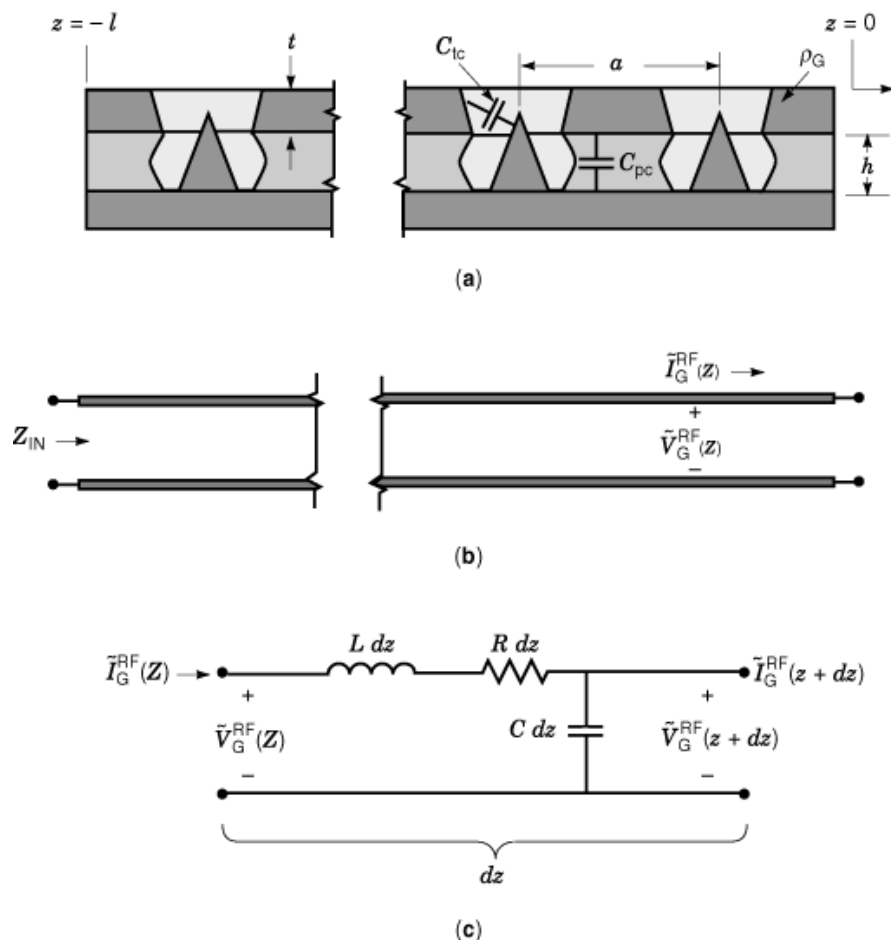 z = – l
t
C_tc
a
z = 0
ρ_G
C_pc
h
(a)
Ĩ_G^RF(Z)
+
Z_IN
Ṽ_G^RF(Z)
–
(b)
L dz
R dz
Ĩ_G^RF(Z)
Ĩ_G^RF(z + dz)
+
+
C dz
Ṽ_G^RF(Z)
Ṽ_G^RF(z + dz)
–
–
dz
(c)